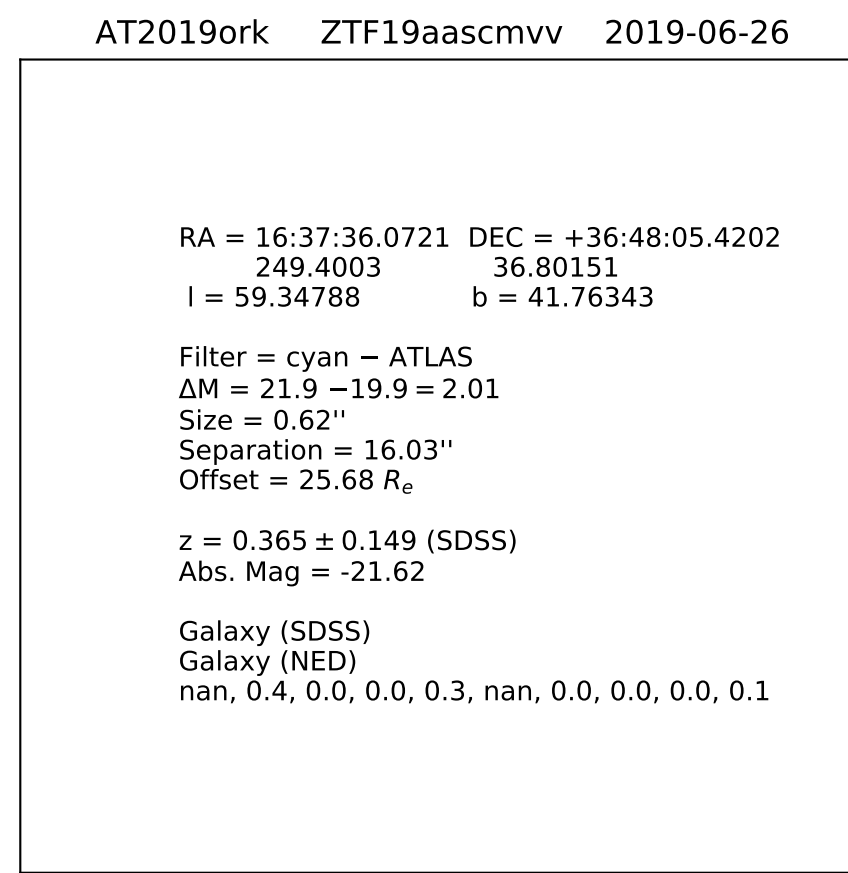 AT2019ork ZTF19aascmvv 2019-06-26
RA = 16:37:36.0721 DEC = +36:48:05.4202
249.4003 36.80151
l = 59.34788 b = 41.76343
Filter = cyan − ATLAS
ΔM = 21.9 −19.9 = 2.01
Size = 0.62''
Separation = 16.03''
Offset = 25.68 Rₑ
z = 0.365 ± 0.149 (SDSS)
Abs. Mag = -21.62
Galaxy (SDSS)
Galaxy (NED)
nan, 0.4, 0.0, 0.0, 0.3, nan, 0.0, 0.0, 0.0, 0.1